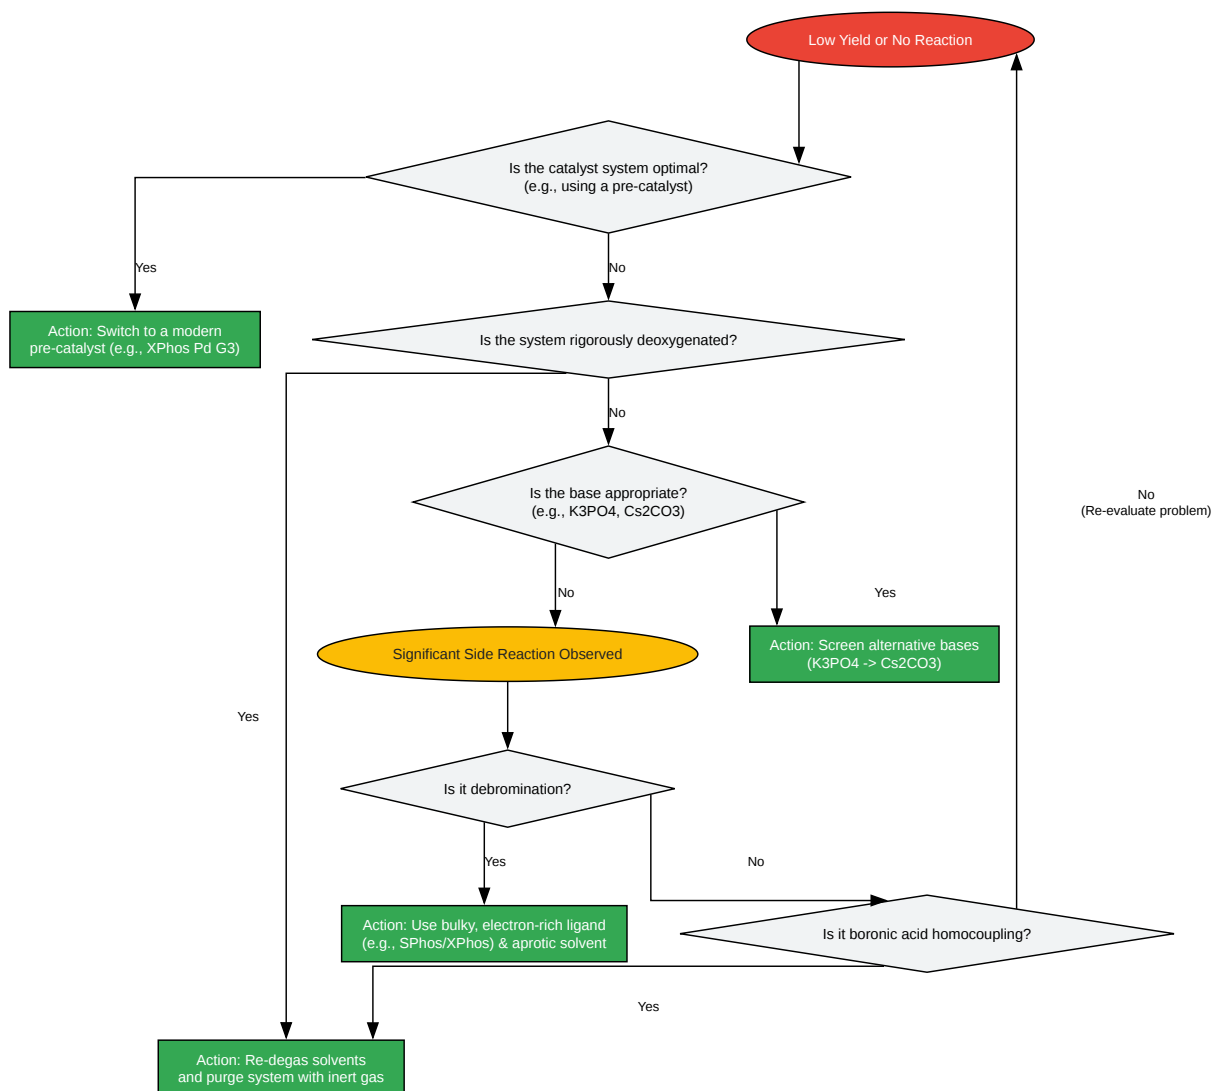 Low Yield or No Reaction
Is the catalyst system optimal?
(e.g., using a pre-catalyst)
Yes
No
Action: Switch to a modern
pre-catalyst (e.g., XPhos Pd G3)
Is the system rigorously deoxygenated?
No
Is the base appropriate?
(e.g., K3PO4, Cs2CO3)
No
(Re-evaluate problem)
No
Yes
Significant Side Reaction Observed
Action: Screen alternative bases
(K3PO4 -> Cs2CO3)
Yes
Is it debromination?
Yes
No
Action: Use bulky, electron-rich ligand
(e.g., SPhos/XPhos) & aprotic solvent
Is it boronic acid homocoupling?
Yes
Action: Re-degas solvents
and purge system with inert gas